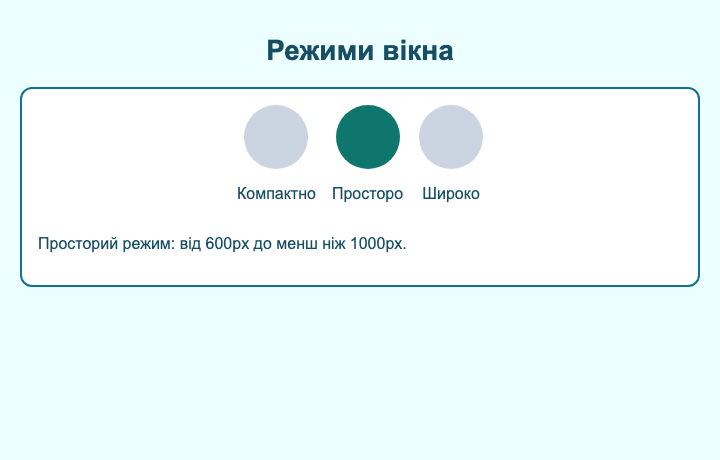 Режими вікна
Компактно Просторо Широко
Просторий режим: від 600px до менш ніж 1000px.